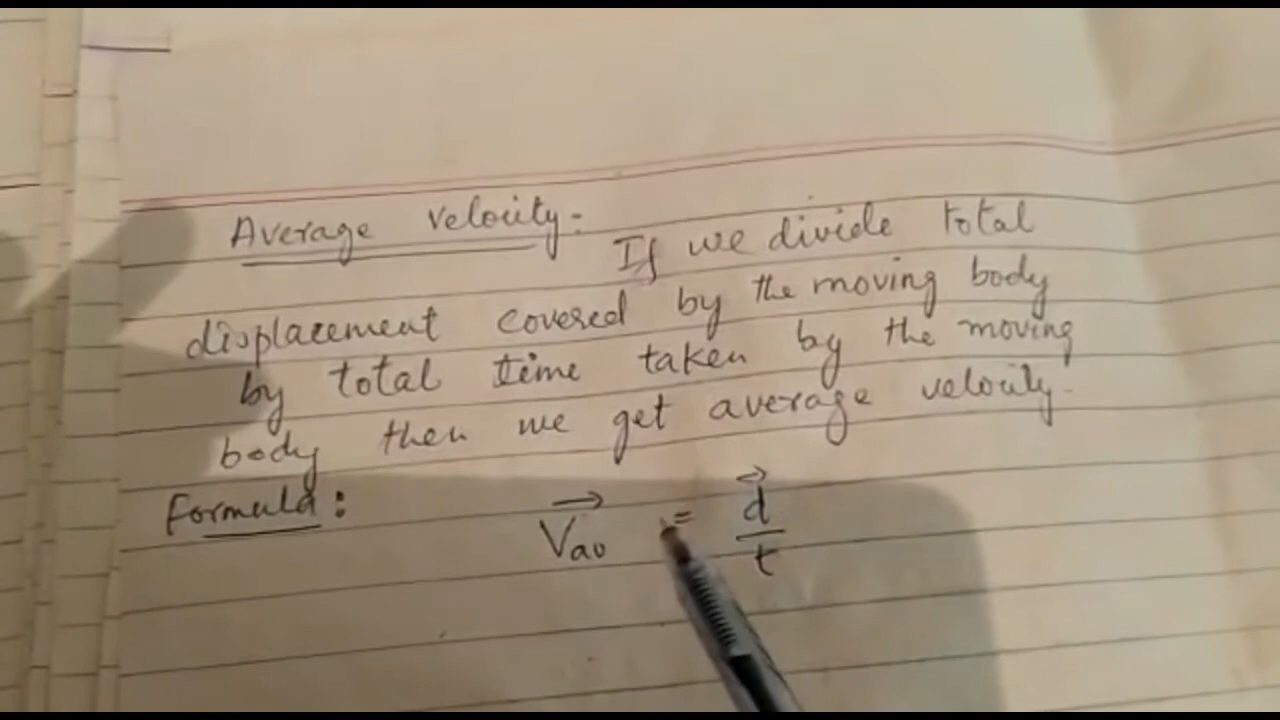 Average Velocity:-
If we divide total
displacement covered by the moving body
by total time taken by the moving
body then we get average velocity.
Formula:
V⃗av = d⃗/t